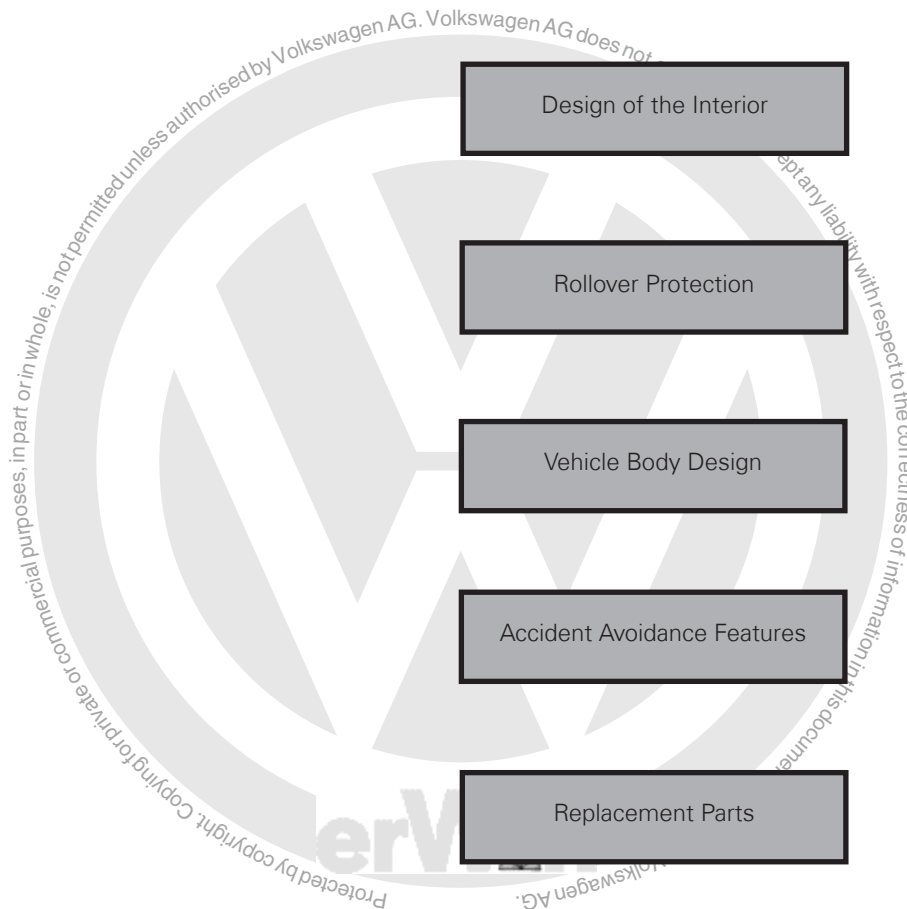 Protected by copyright. Copying for private or commercial purposes, in part or in whole, is not permitted unless authorised by Volkswagen AG. Volkswagen AG does not
ept any liability with respect to the correctness of information in this documen
Volkswagen AG.
Design of the Interior
Rollover Protection
Vehicle Body Design
Accident Avoidance Features
Replacement Parts